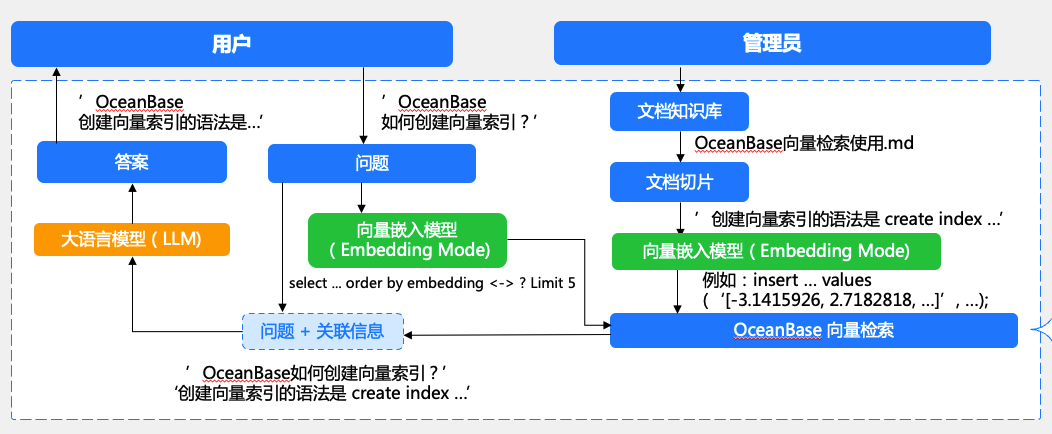 用户
管理员
’OceanBase
创建向量索引的语法是…’
’OceanBase
如何创建向量索引？’
文档知识库
OceanBase向量检索使用.md
答案
问题
文档切片
’创建向量索引的语法是 create index …’
大语言模型（LLM)
向量嵌入模型
（Embedding Mode)
向量嵌入模型（Embedding Mode)
select ... order by embedding <-> ? Limit 5
例如：insert … values
(‘[-3.1415926, 2.7182818, …]’, …);
问题 + 关联信息
OceanBase 向量检索
’OceanBase如何创建向量索引？’
‘创建向量索引的语法是 create index …’